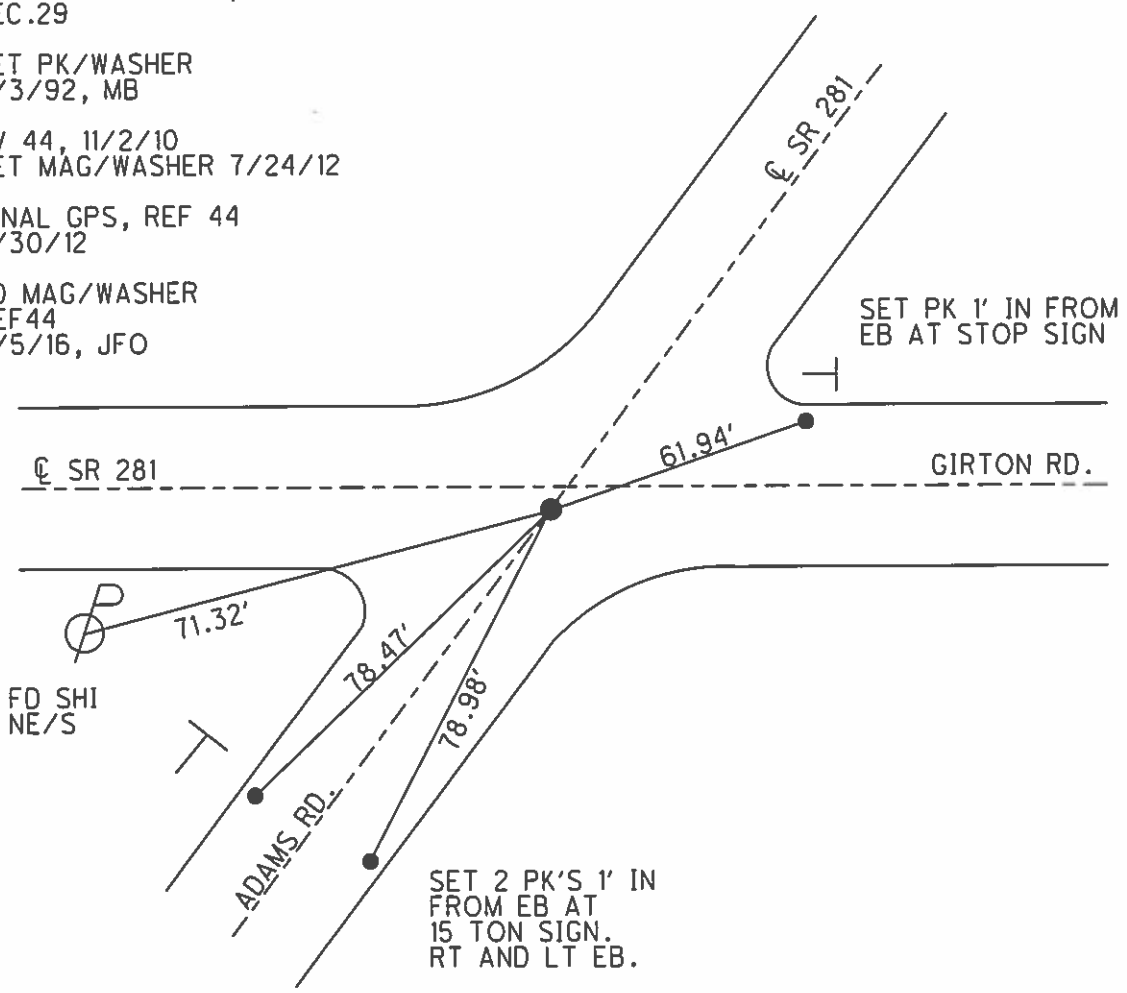 EC.29
ET PK/WASHER
/3/92, MB
44, 11/2/10
ET MAG/WASHER 7/24/12
NAL GPS, REF 44
/30/12
MAG/WASHER
EF44
/5/16, JFO
℄ SR 281
SET PK 1' IN FROM
EB AT STOP SIGN
61.94'
℄ SR 281
GIRTON RD.
71.32'
78.47'
78.98'
FD SHI
NE/S
ADAMS RD.
SET 2 PK'S 1' IN
FROM EB AT
15 TON SIGN.
RT AND LT EB.